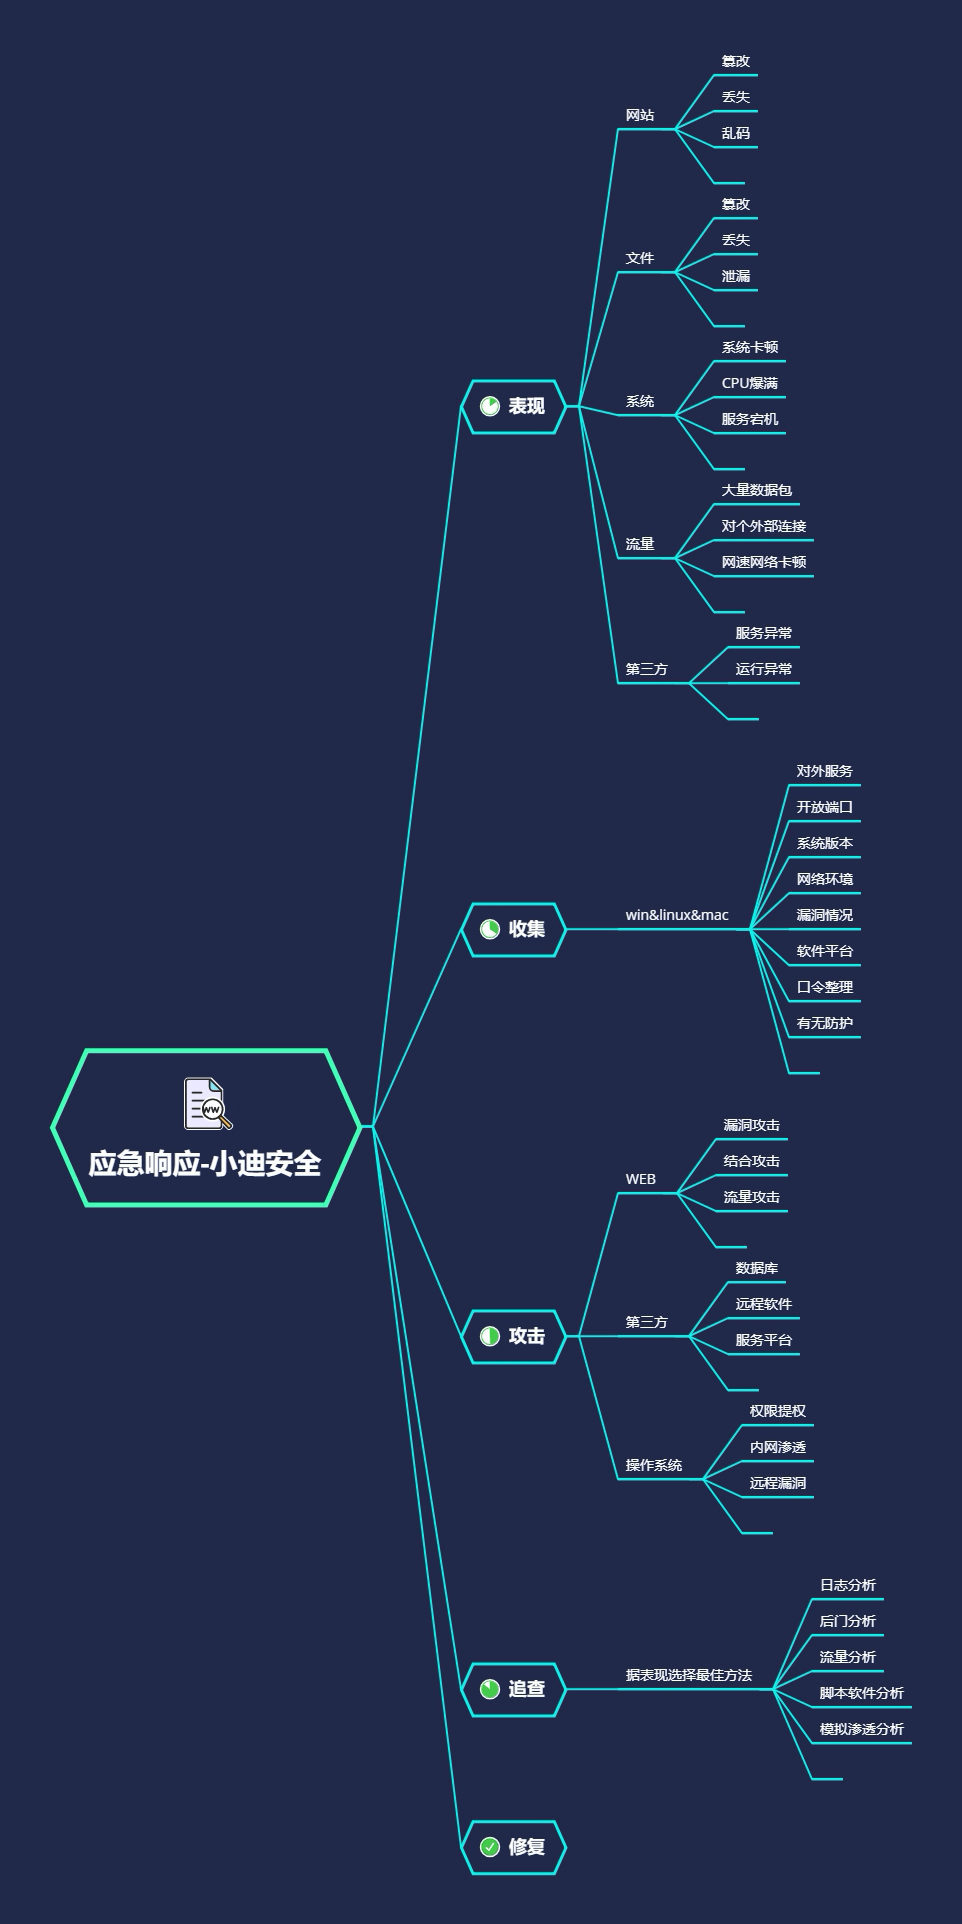 应急响应-小迪安全
表现
网站
篡改
丢失
乱码
文件
篡改
丢失
泄漏
系统
系统卡顿
CPU爆满
服务宕机
流量
大量数据包
对个外部连接
网速网络卡顿
第三方
服务异常
运行异常
收集
win&linux&mac
对外服务
开放端口
系统版本
网络环境
漏洞情况
软件平台
口令整理
有无防护
攻击
WEB
漏洞攻击
结合攻击
流量攻击
第三方
数据库
远程软件
服务平台
操作系统
权限提权
内网渗透
远程漏洞
追查
据表现选择最佳方法
日志分析
后门分析
流量分析
脚本软件分析
模拟渗透分析
修复